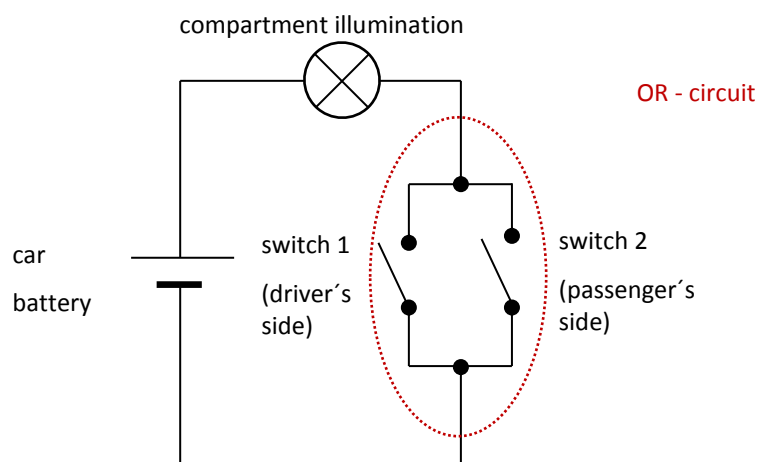 compartment illumination
OR - circuit
car
battery
switch 1
(driver´s
side)
switch 2
(passenger´s
side)